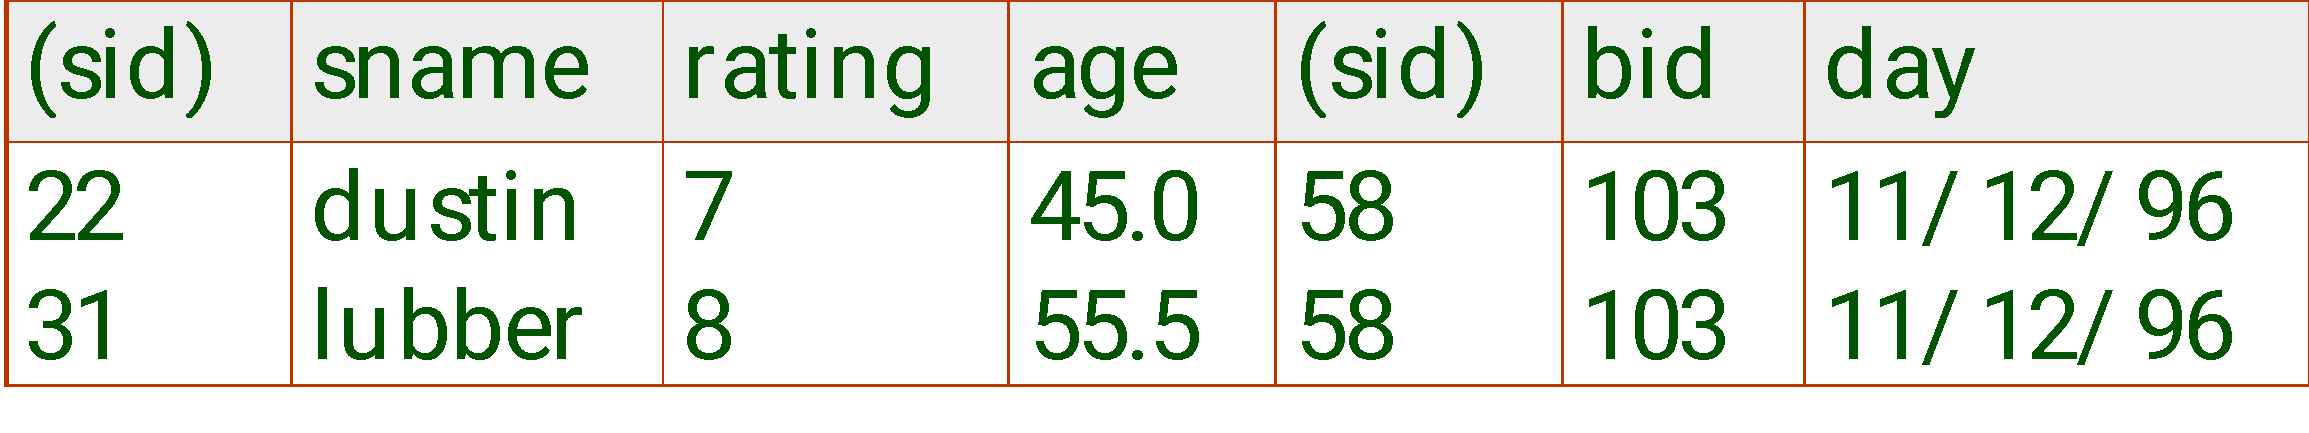 (sid) sname rating age (sid) bid day
22 dustin 7 45.0 58 103 11/ 12/ 96
31 lubber 8 55.5 58 103 11/ 12/ 96